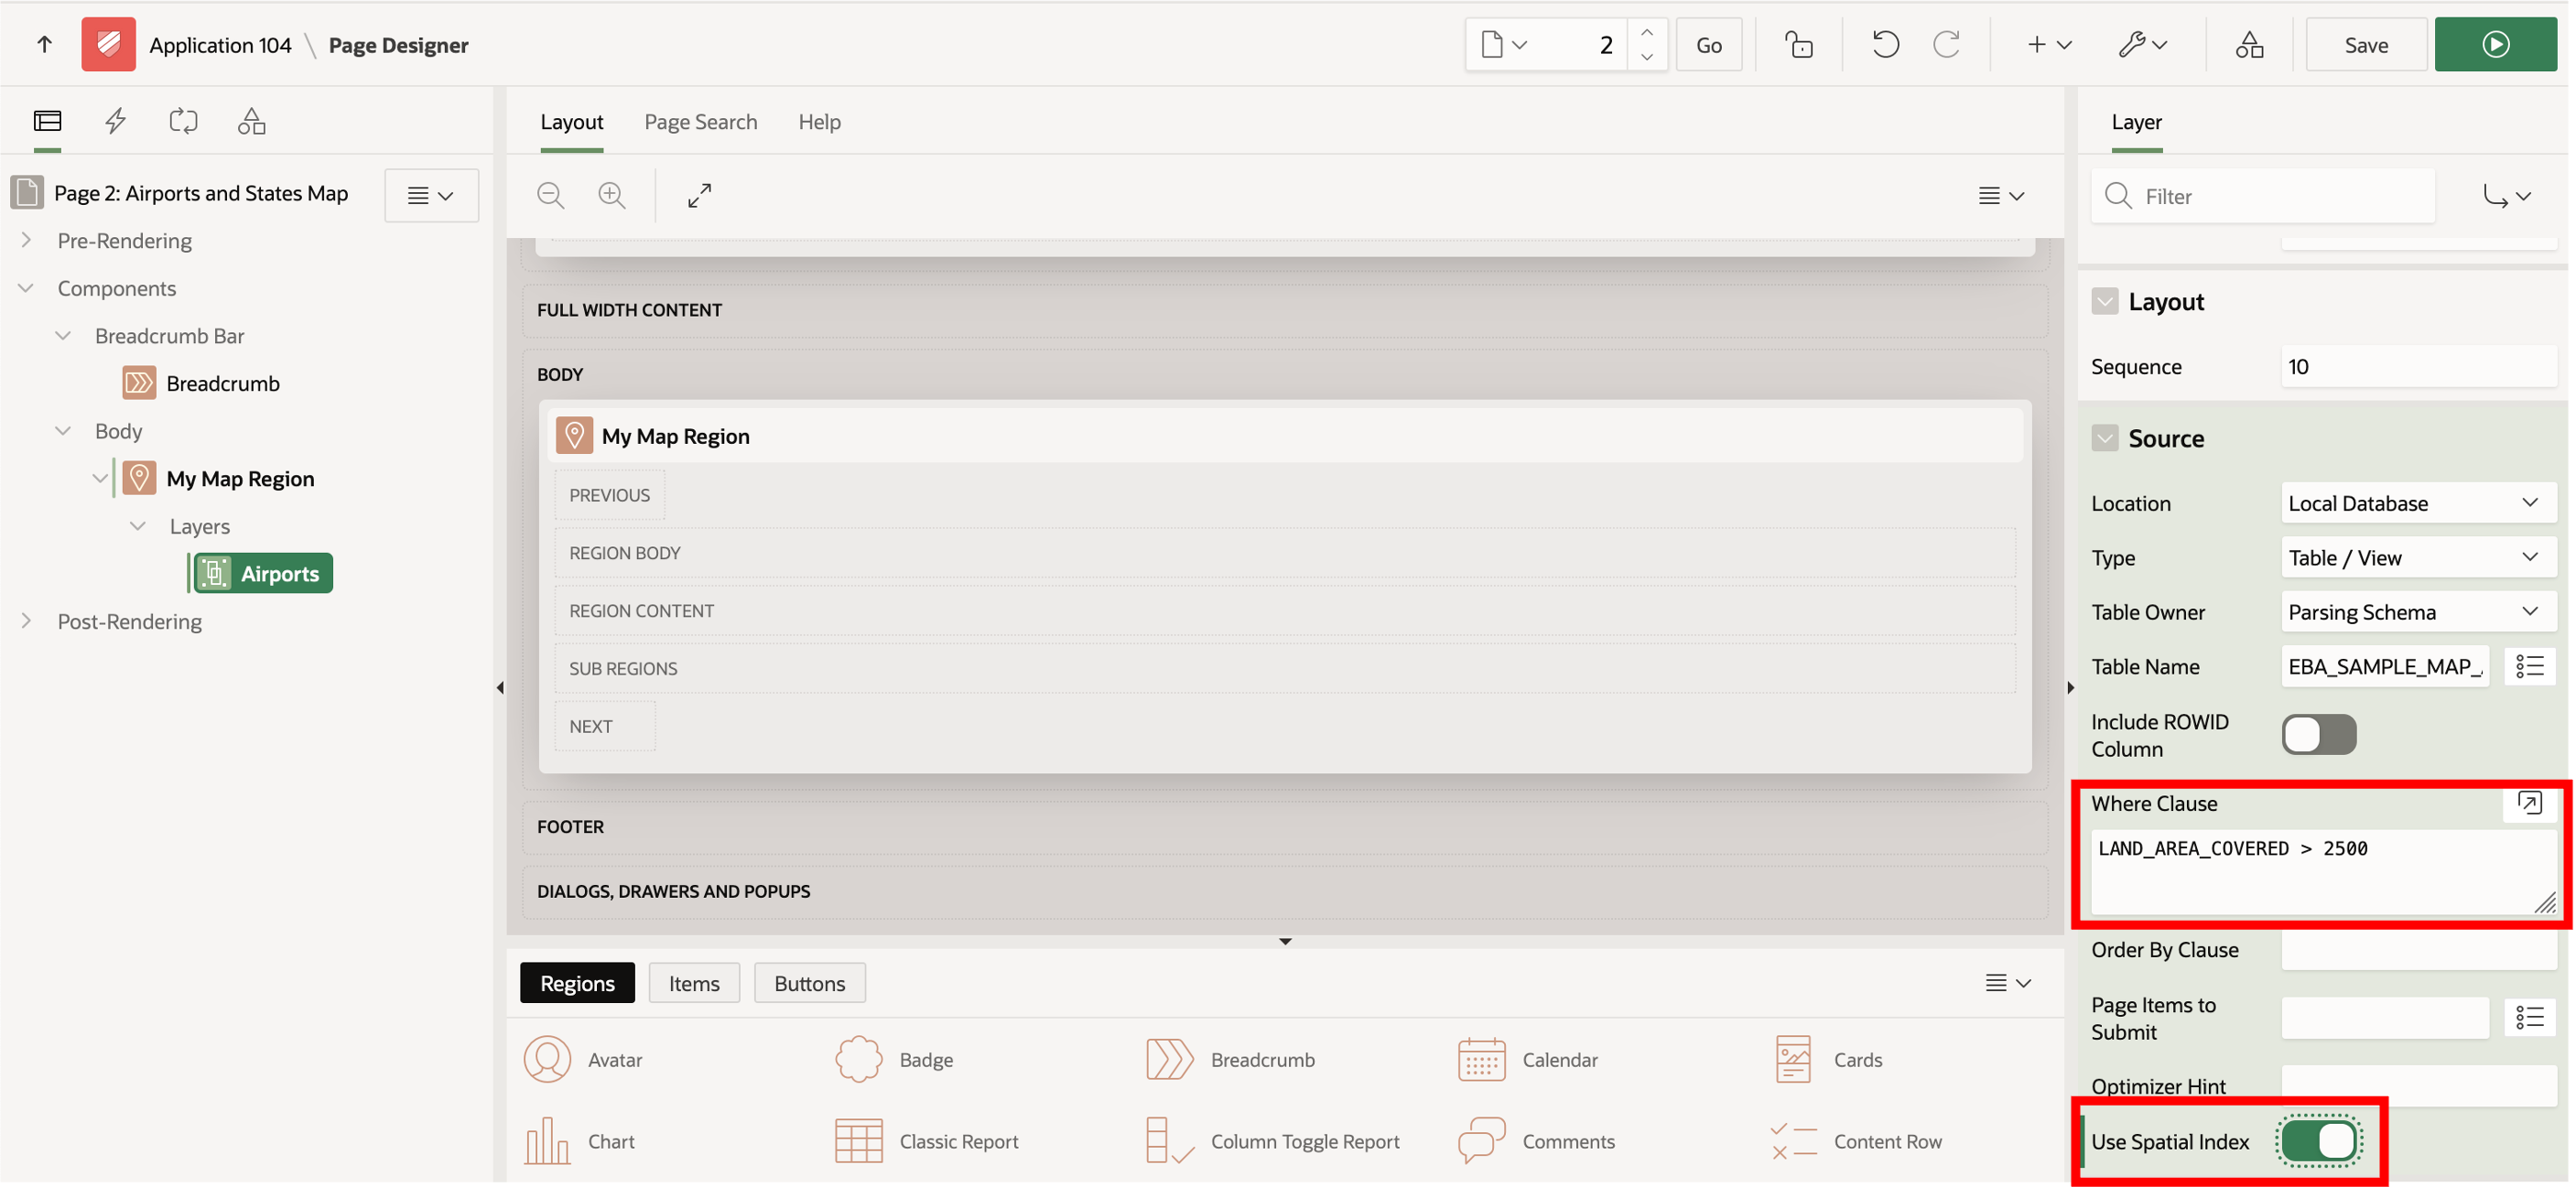 Application 104 \ Page Designer
2
Go
Save
Page 2: Airports and States Map
Pre-Rendering
Components
Breadcrumb Bar
Breadcrumb
Body
My Map Region
Layers
Airports
Post-Rendering
Layout Page Search Help
FULL WIDTH CONTENT
BODY
My Map Region
PREVIOUS
REGION BODY
REGION CONTENT
SUB REGIONS
NEXT
FOOTER
DIALOGS, DRAWERS AND POPUPS
Regions Items Buttons
Avatar Badge Breadcrumb Calendar Cards
Chart Classic Report Column Toggle Report Comments Content Row
Layer
Filter
Layout
Sequence 10
Source
Location Local Database
Type Table / View
Table Owner Parsing Schema
Table Name EBA_SAMPLE_MAP_
Include ROWID
Column
Where Clause
LAND_AREA_COVERED > 2500
Order By Clause
Page Items to
Submit
Optimizer Hint
Use Spatial Index